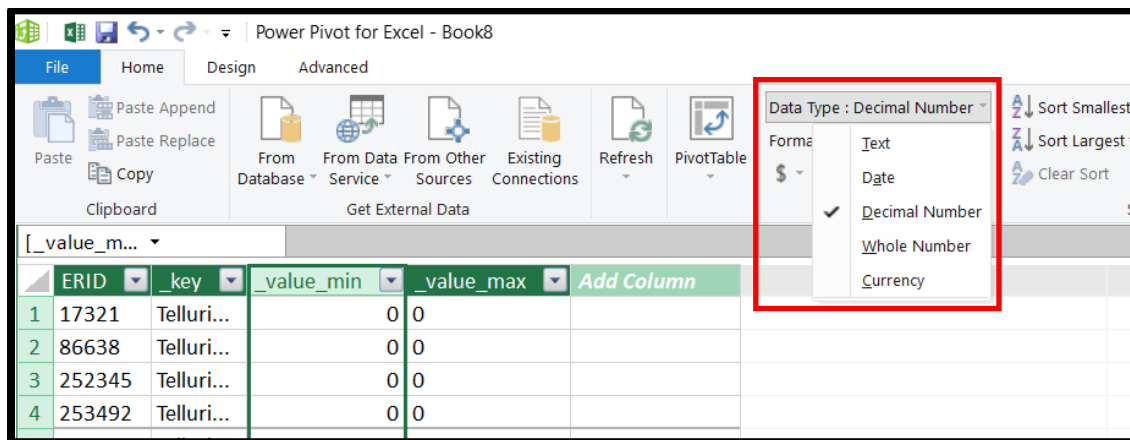 Power Pivot for Excel - Book8
File Home Design Advanced
Paste
Paste Append
Paste Replace
Copy
Clipboard
From Database
From Data Service
From Other Sources
Existing Connections
Get External Data
Refresh
PivotTable
Data Type : Decimal Number
Forma
$
Text
Date
Decimal Number
Whole Number
Currency
A Z Sort Smallest
Z A Sort Largest
A Z Clear Sort
[_value_m...
ERID _key _value_min _value_max Add Column
1 17321 Telluri... 0 0
2 86638 Telluri... 0 0
3 252345 Telluri... 0 0
4 253492 Telluri... 0 0